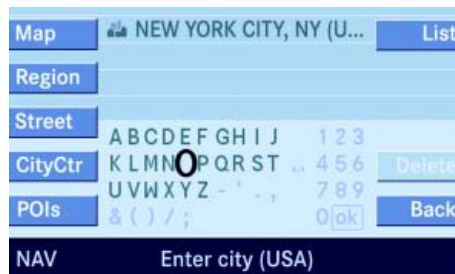 Map
NEW YORK CITY, NY (U...
List
Region
Street
ABCDEFGHIJ 123
CityCtr
KLMNOPQRST ␣ 456
Delete
UVWXYZ-'., 789
POIs
&()/; 0 ok
Back
NAV
Enter city (USA)